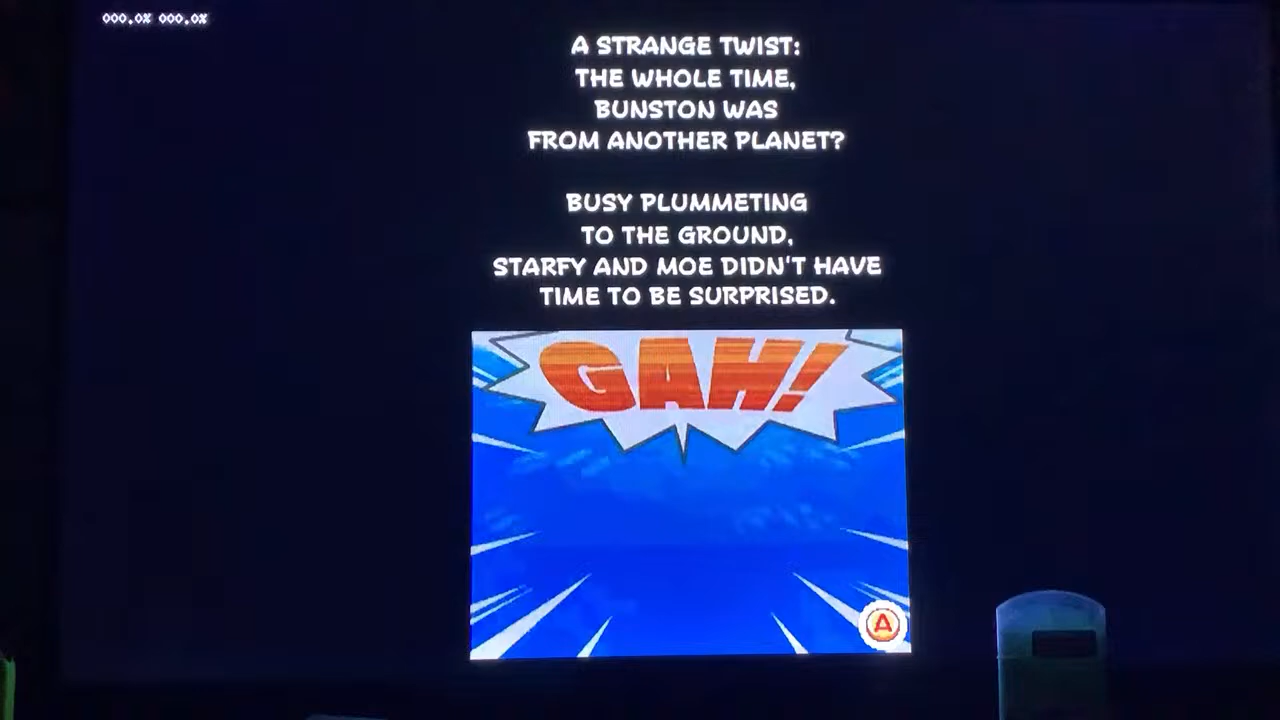 000.0% 000.0%
A STRANGE TWIST:
THE WHOLE TIME,
BUNSTON WAS
FROM ANOTHER PLANET?
BUSY PLUMMETING
TO THE GROUND,
STARFY AND MOE DIDN'T HAVE
TIME TO BE SURPRISED.
GAH!
A